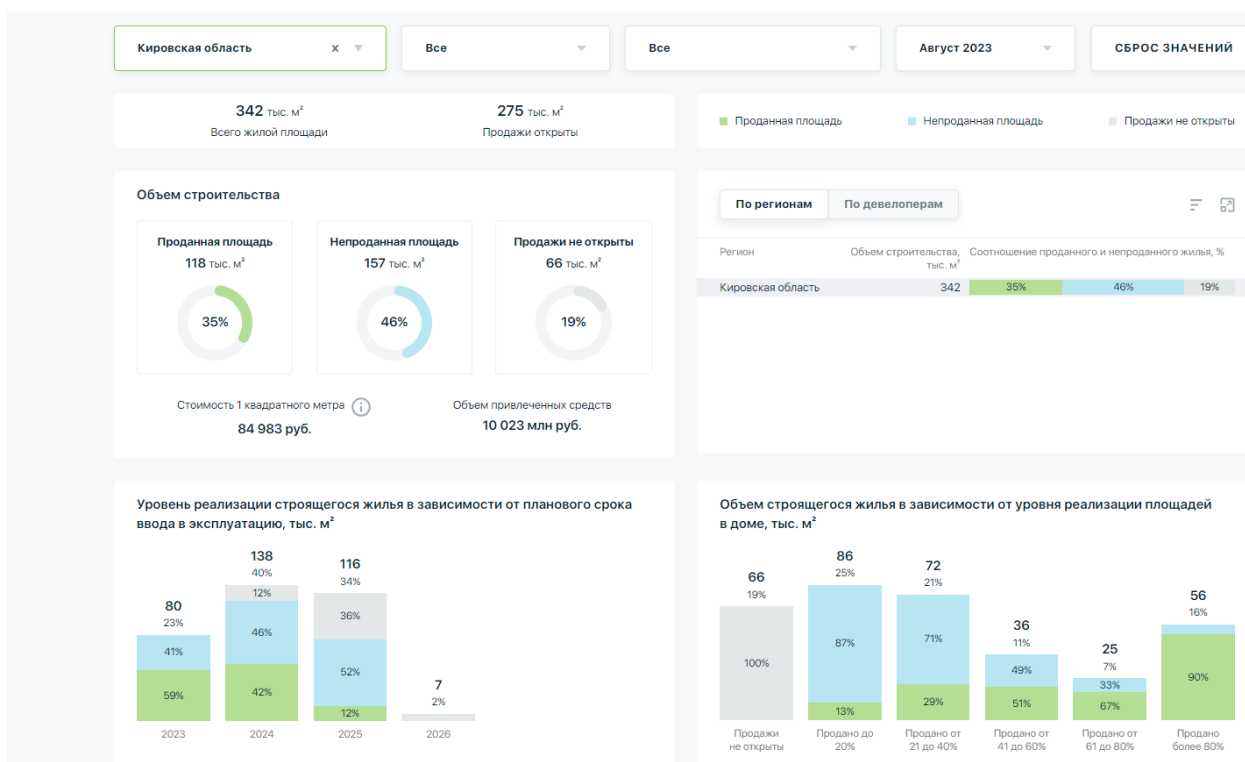 Кировская область x
Все
Все
Август 2023
СБРОС ЗНАЧЕНИЙ
342 тыс. м²
Всего жилой площади
275 тыс. м²
Продажи открыты
Проданная площадь
Непроданная площадь
Продажи не открыты
Объем строительства
Проданная площадь
118 тыс. м²
35%
Непроданная площадь
157 тыс. м²
46%
Продажи не открыты
66 тыс. м²
19%
Стоимость 1 квадратного метра i
84 983 руб.
Объем привлеченных средств
10 023 млн руб.
По регионам
По девелоперам
Регион
Объем строительства,
тыс. м²
Соотношение проданного и непроданного жилья, %
Кировская область 342 35% 46% 19%
Уровень реализации строящегося жилья в зависимости от планового срока
ввода в эксплуатацию, тыс. м²
80
23%
41%
59%
2023
138
40%
12%
46%
42%
2024
116
34%
36%
52%
12%
2025
7
2%
2026
Объем строящегося жилья в зависимости от уровня реализации площадей
в доме, тыс. м²
66
19%
100%
Продажи
не открыты
86
25%
87%
13%
Продано до
20%
72
21%
71%
29%
Продано от
21 до 40%
36
11%
49%
51%
Продано от
41 до 60%
25
7%
33%
67%
Продано от
61 до 80%
56
16%
90%
Продано
более 80%